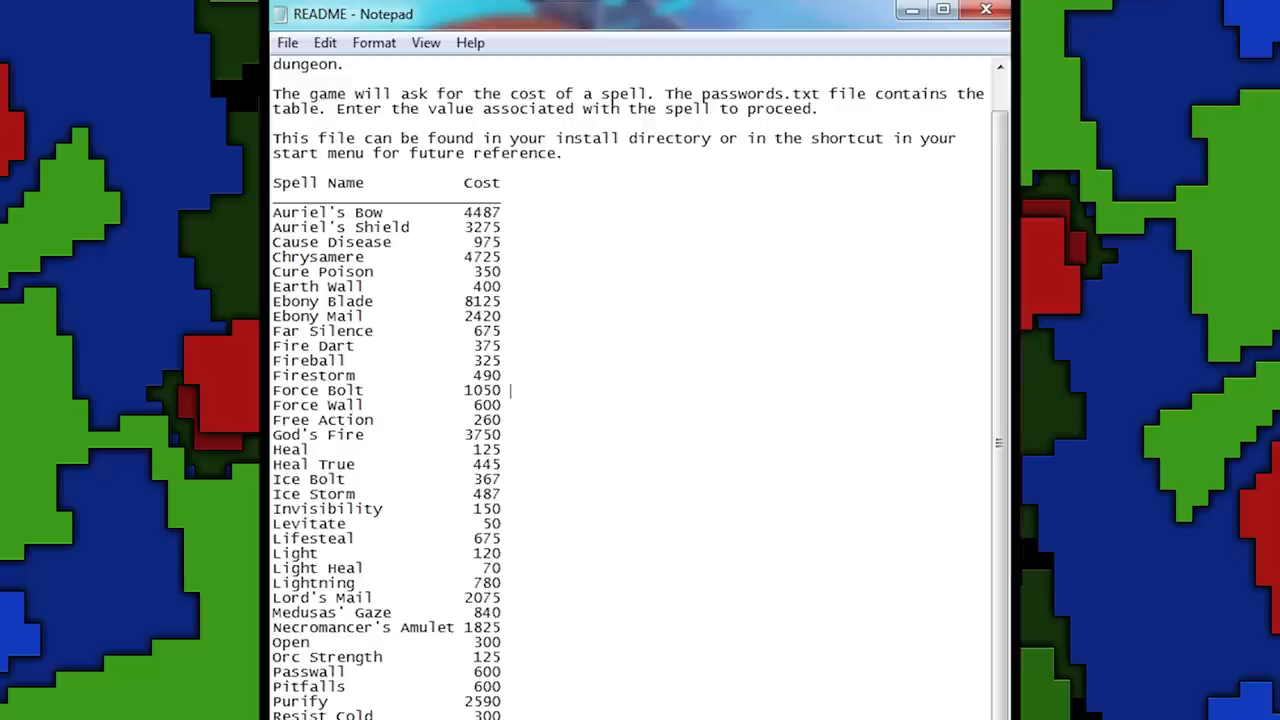 README - Notepad
File Edit Format View Help
dungeon.
The game will ask for the cost of a spell. The passwords.txt file contains the
table. Enter the value associated with the spell to proceed.
This file can be found in your install directory or in the shortcut in your
start menu for future reference.
Spell Name Cost
Auriel's Bow 4487
Auriel's Shield 3275
Cause Disease 975
Chrysamere 4725
Cure Poison 350
Earth Wall 400
Ebony Blade 8125
Ebony Mail 2420
Far Silence 675
Fire Dart 375
Fireball 325
Firestorm 490
Force Bolt 1050
Force Wall 600
Free Action 260
God's Fire 3750
Heal 125
Heal True 445
Ice Bolt 367
Ice Storm 487
Invisibility 150
Levitate 50
Lifesteal 675
Light 120
Light Heal 70
Lightning 780
Lord's Mail 2075
Medusas' Gaze 840
Necromancer's Amulet 1825
Open 300
Orc Strength 125
Passwall 600
Pitfalls 600
Purify 2590
Resist Cold 300